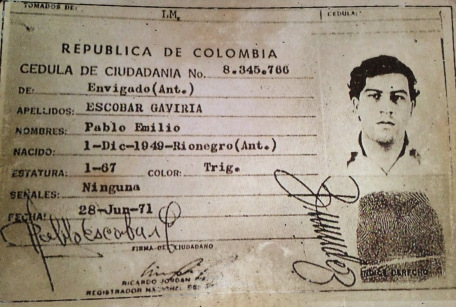 TOMADOS DE: I.M. CEDULA:
REPUBLICA DE COLOMBIA
CEDULA DE CIUDADANIA No. 8.345.766
DE: Envigado(Ant.)
APELLIDOS: ESCOBAR GAVIRIA
NOMBRES: Pablo Emilio
NACIDO: 1-Dic-1949-Rionegro(Ant.)
ESTATURA: 1-67 COLOR: Trig.
SEÑALES: Ninguna
FECHA: 28-Jun-71
Pablo Escobar G
FIRMA DEL CIUDADANO
RICARDO JORDAN
REGISTRADOR NACIONAL DEL
INDICE DERECHO